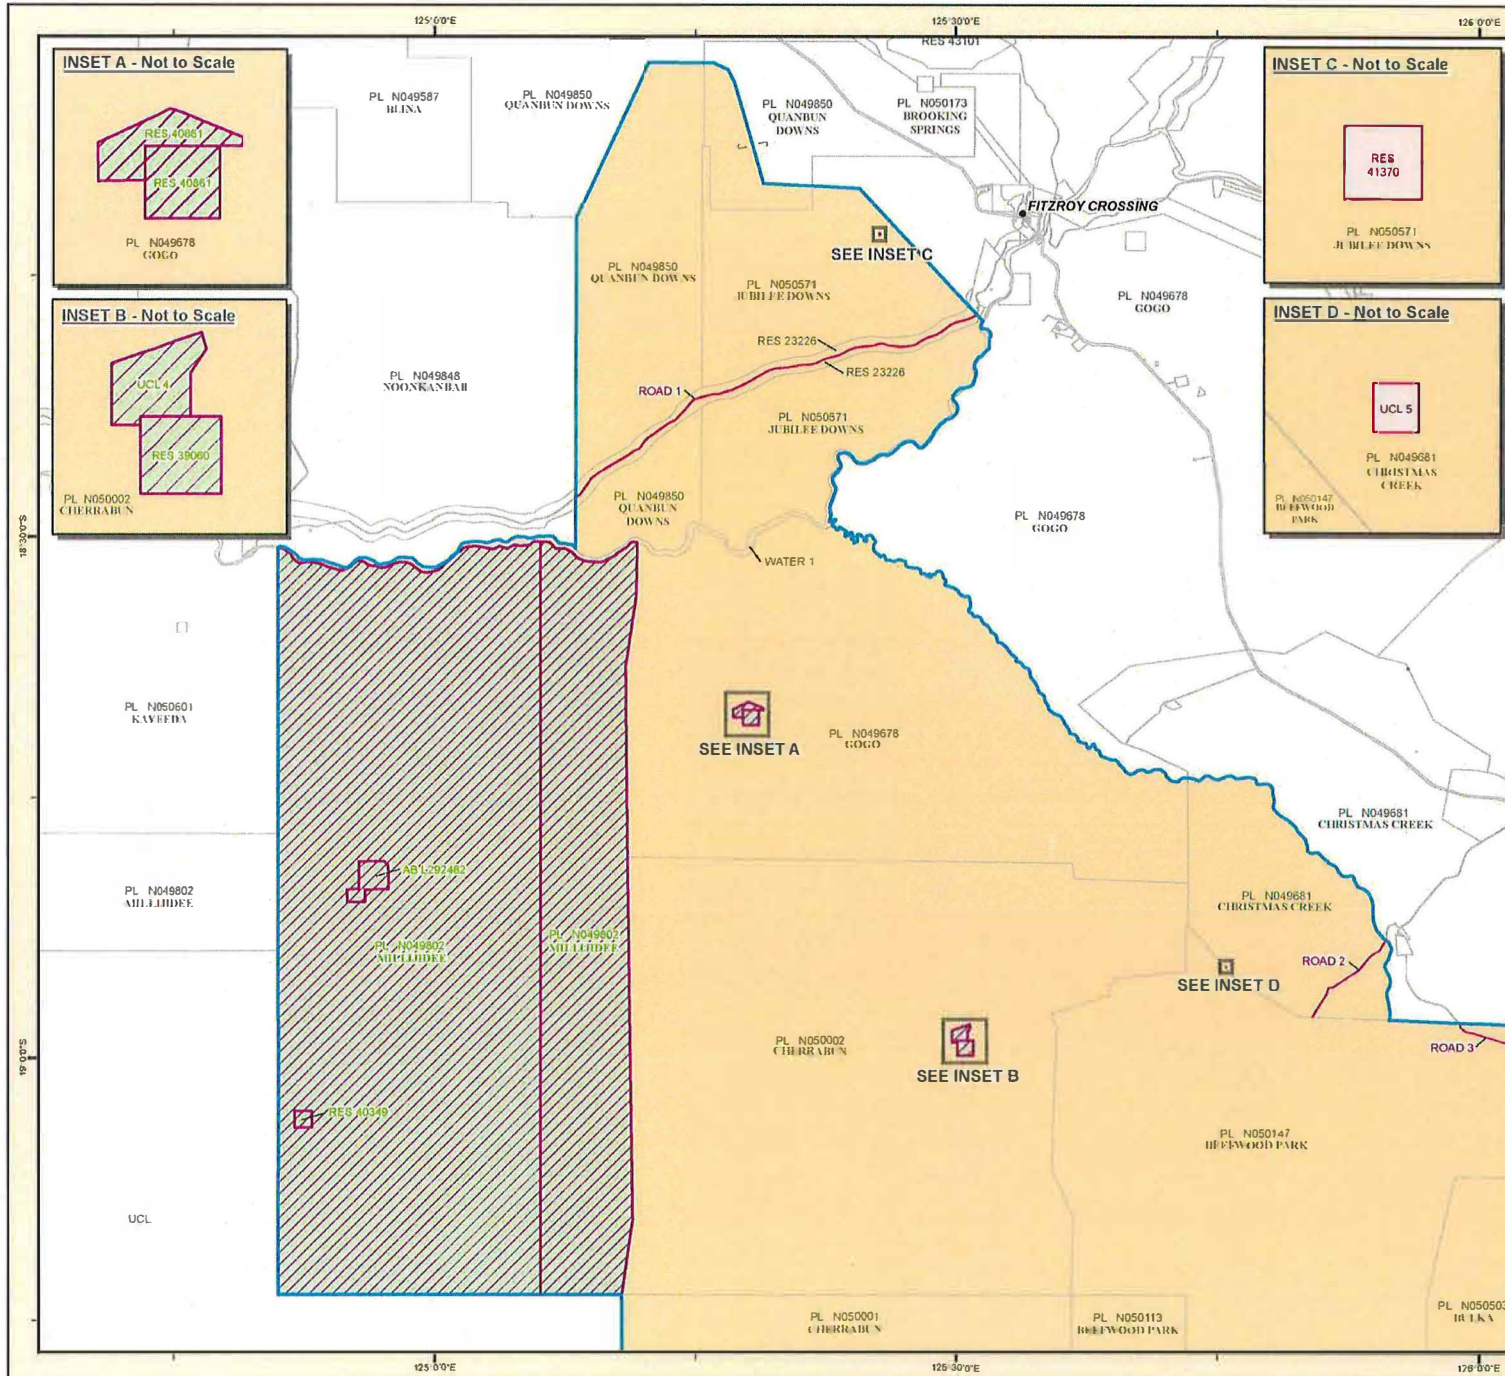 125°0'0"E
125°30'0"E
126°0'0"E
INSET A - Not to Scale
RES 40861
RES 40861
PL N049678
GOGO
INSET B - Not to Scale
UCL 4
RES 39060
PL N050002
CHERRABUN
PL N049587
BLINA
PL N049850
QUANBUN DOWNS
PL N049850
QUANBUN
DOWNS
RES 43101
PL N050173
BROOKING
SPRINGS
FITZROY CROSSING
INSET C - Not to Scale
RES
41370
PL N050571
JUBILEE DOWNS
INSET D - Not to Scale
UCL 5
PL N049681
CHRISTMAS
CREEK
PL N050147
BEEFWOOD
PARK
SEE INSET C
PL N049850
QUANBUN DOWNS
PL N050571
JUBILEE DOWNS
PL N049678
GOGO
RES 23226
RES 23226
PL N049848
NOONKANBAH
ROAD 1
PL N050571
JUBILEE DOWNS
PL N049850
QUANBUN
DOWNS
PL N049678
GOGO
18°30'0"S
WATER 1
PL N050601
KAVEEDA
SEE INSET A
PL N049678
GOGO
PL N049681
CHRISTMAS CREEK
AB L292482
PL N049802
MILLIJIDEE
PL N049802
MILLIJIDEE
PL N049802
MILLIJIDEE
PL N049681
CHRISTMAS CREEK
ROAD 2
SEE INSET D
19°0'0"S
PL N050002
CHERRABUN
SEE INSET B
ROAD 3
RES 40349
PL N050147
BEEFWOOD PARK
UCL
PL N050001
CHERRABUN
PL N050113
BEEFWOOD PARK
PL N050503
BULKA
125°0'0"E
125°30'0"E
126°0'0"E